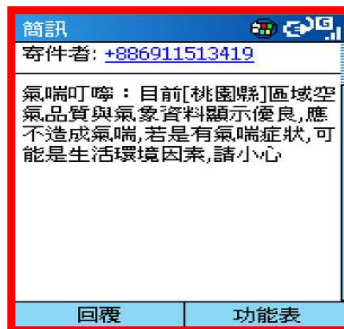 簡訊
寄件者: +886911513419
氣喘叮嚀：目前[桃園縣]區域空
氣品質與氣象資料顯示優良,應
不造成氣喘,若是有氣喘症狀,可
能是生活環境因素,請小心
回覆 功能表